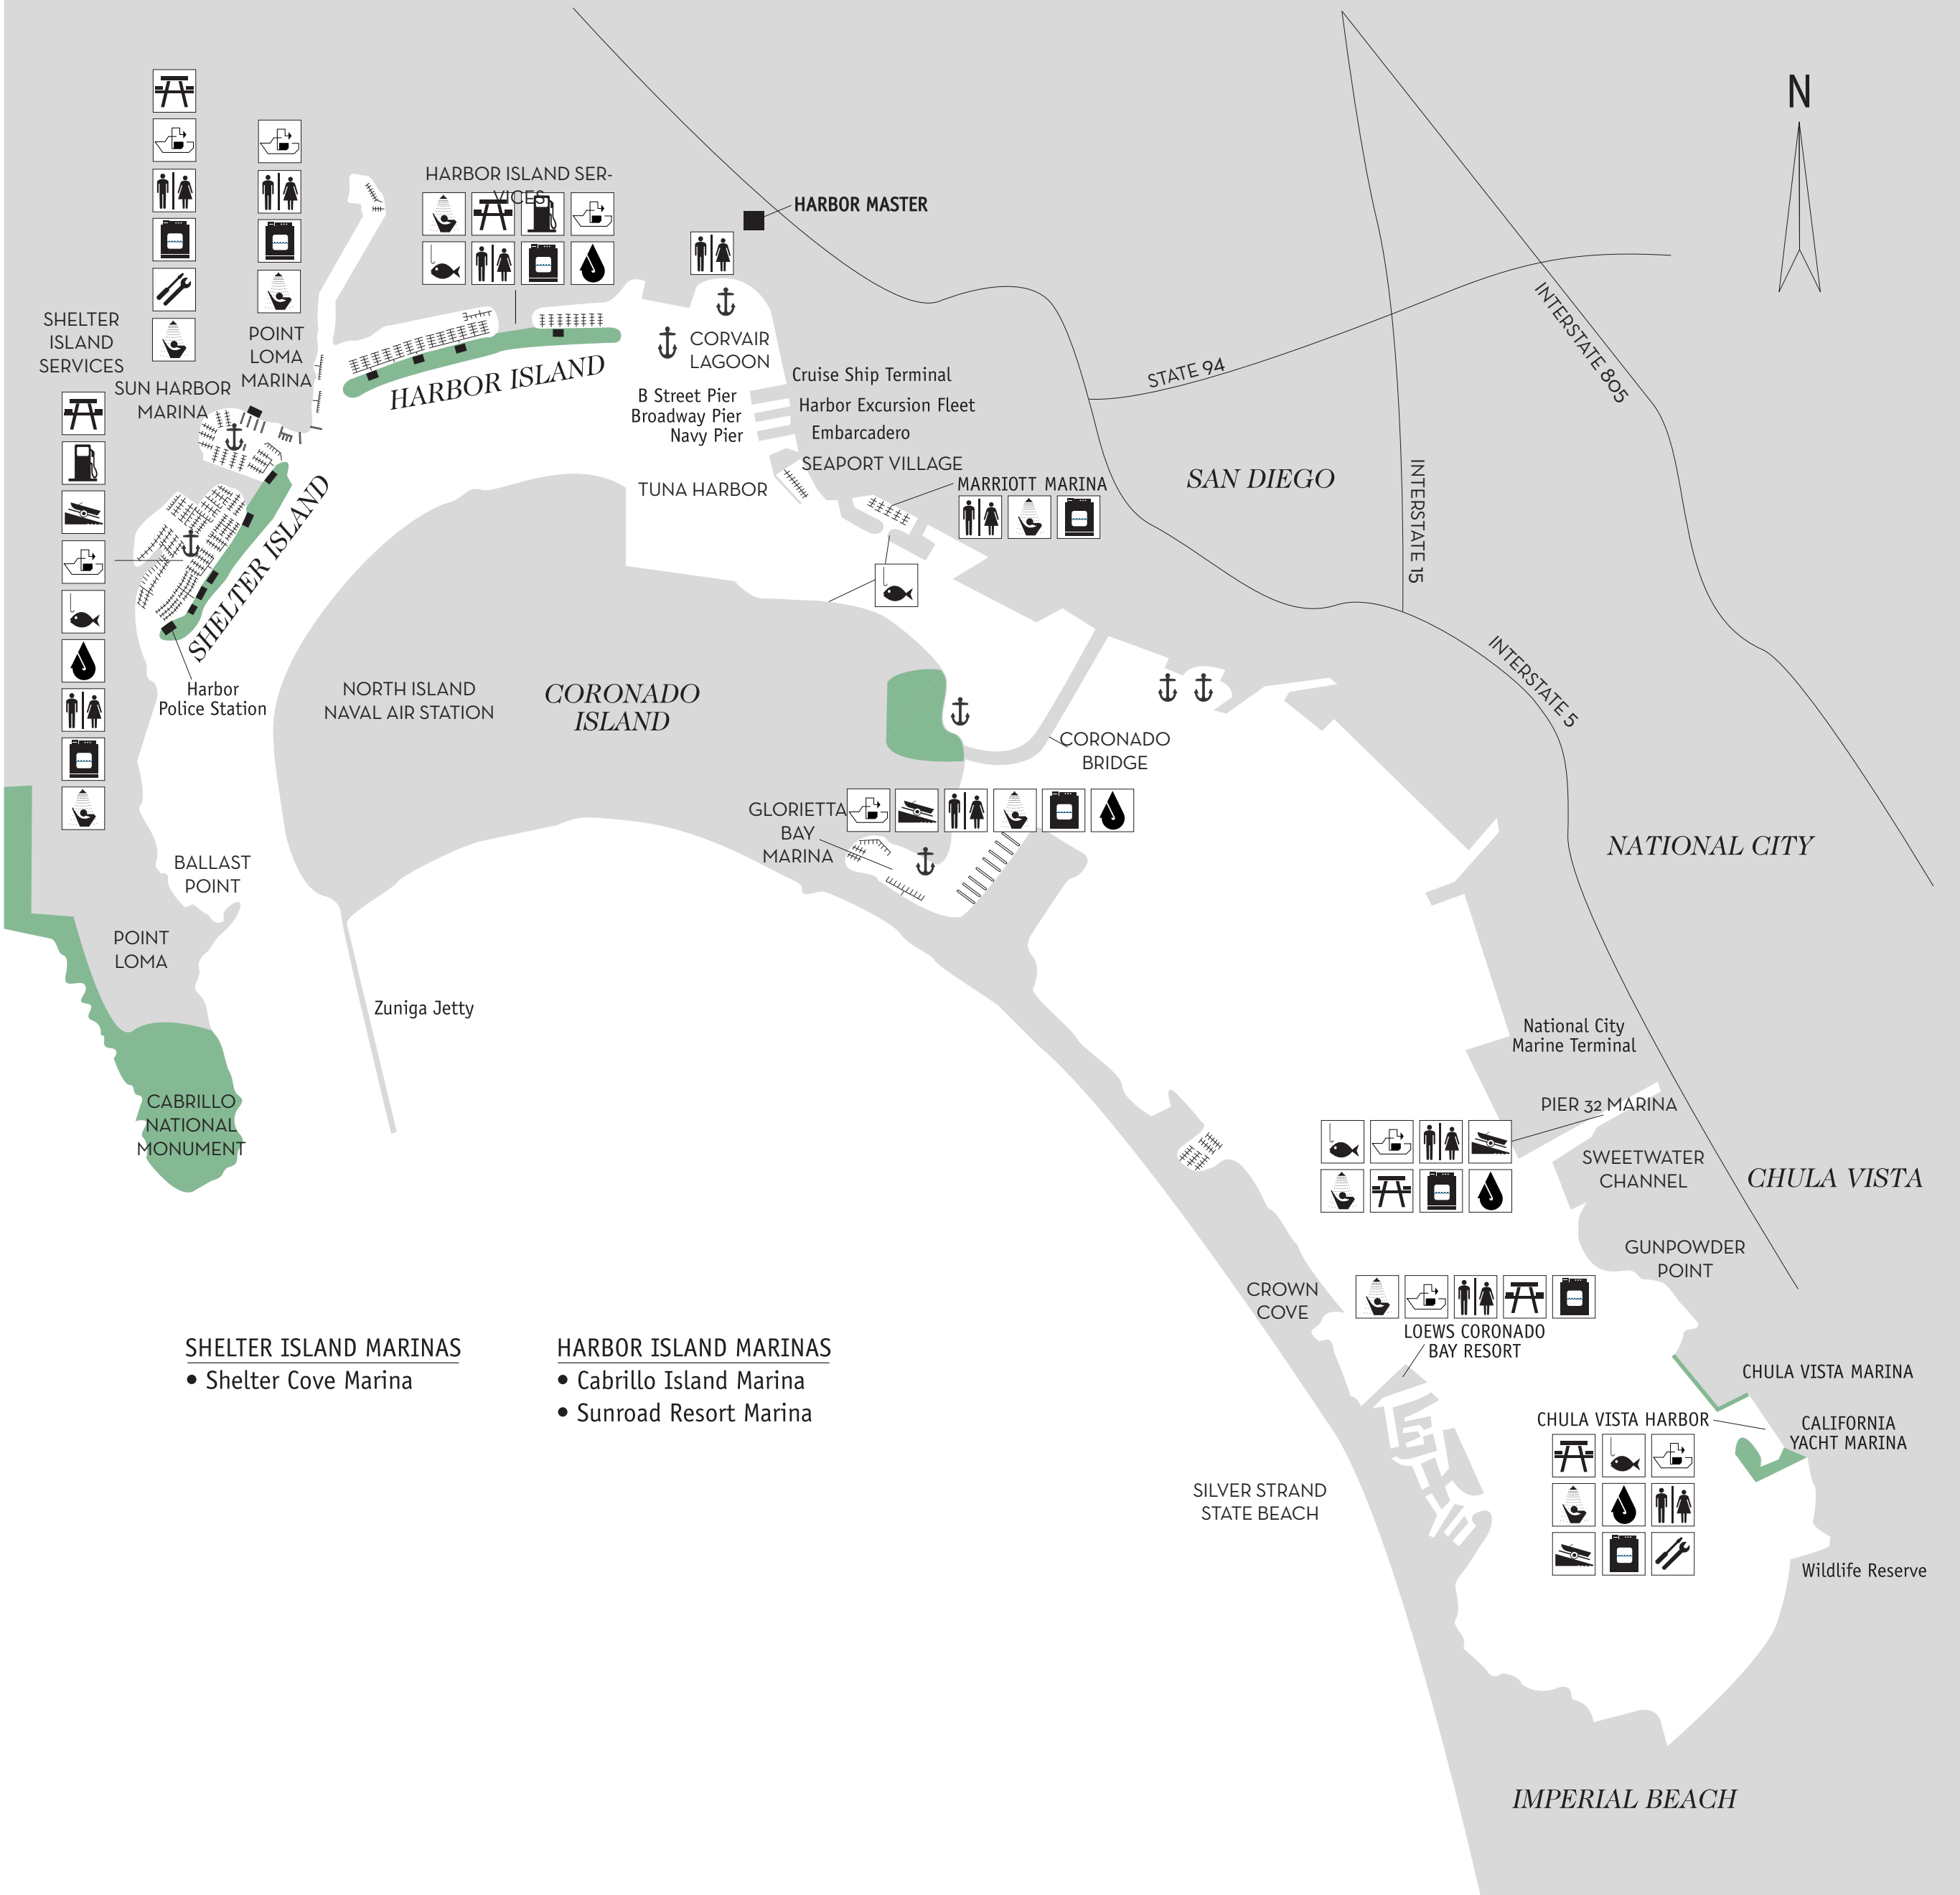 N
HARBOR ISLAND SER-
VICES
HARBOR MASTER
SHELTER
ISLAND
SERVICES
POINT
LOMA
MARINA
SUN HARBOR
MARINA
HARBOR ISLAND
CORVAIR
LAGOON
B Street Pier
Broadway Pier
Navy Pier
Cruise Ship Terminal
Harbor Excursion Fleet
Embarcadero
SEAPORT VILLAGE
TUNA HARBOR
MARRIOTT MARINA
STATE 94
INTERSTATE 805
INTERSTATE 15
INTERSTATE 5
SAN DIEGO
SHELTER ISLAND
Harbor
Police Station
NORTH ISLAND
NAVAL AIR STATION
CORONADO
ISLAND
CORONADO
BRIDGE
GLORIETTA
BAY
MARINA
NATIONAL CITY
BALLAST
POINT
POINT
LOMA
Zuniga Jetty
CABRILLO
NATIONAL
MONUMENT
National City
Marine Terminal
PIER 32 MARINA
SWEETWATER
CHANNEL
CHULA VISTA
GUNPOWDER
POINT
CROWN
COVE
LOEWS CORONADO
BAY RESORT
CHULA VISTA MARINA
CHULA VISTA HARBOR
CALIFORNIA
YACHT MARINA
SILVER STRAND
STATE BEACH
Wildlife Reserve
IMPERIAL BEACH
SHELTER ISLAND MARINAS
• Shelter Cove Marina
HARBOR ISLAND MARINAS
• Cabrillo Island Marina
• Sunroad Resort Marina